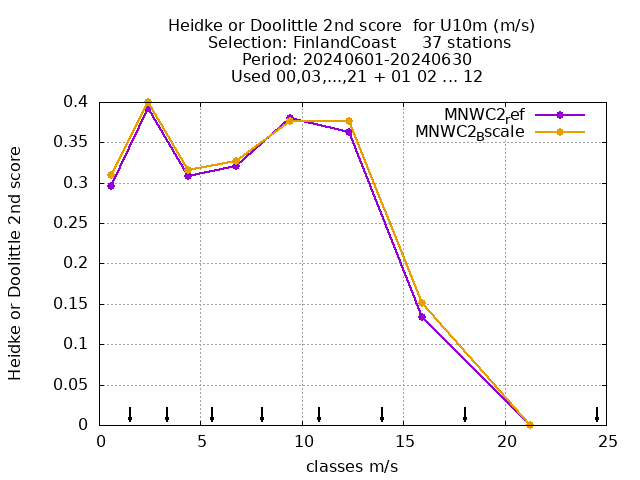 Heidke or Doolittle 2nd score  for U10m (m/s)
Selection: FinlandCoast     37 stations
Period: 20240601-20240630
Used 00,03,...,21 + 01 02 ... 12
MNWC2ref
MNWC2Bscale
0.4
0.35
0.3
0.25
0.2
0.15
0.1
0.05
0
Heidke or Doolittle 2nd score
0 5 10 15 20 25
classes m/s